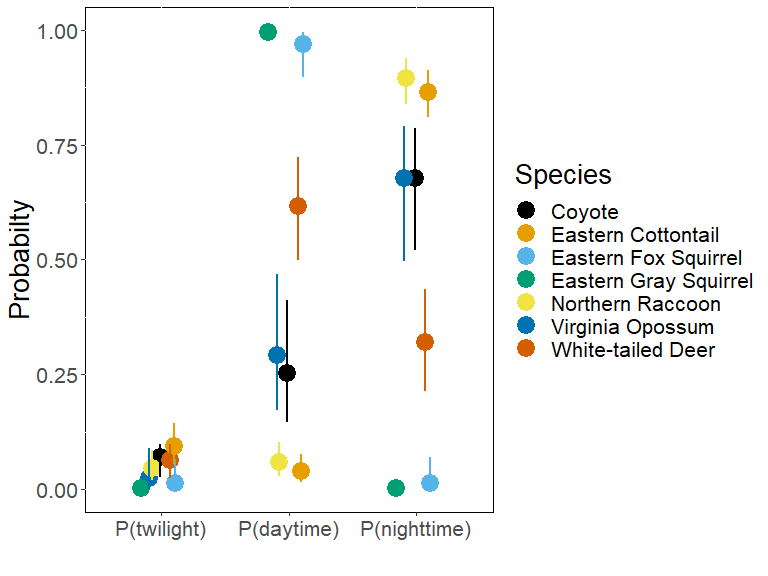 Probabilty
1.00
0.75
0.50
0.25
0.00
P(twilight)
P(daytime)
P(nighttime)
Species
Coyote
Eastern Cottontail
Eastern Fox Squirrel
Eastern Gray Squirrel
Northern Raccoon
Virginia Opossum
White-tailed Deer